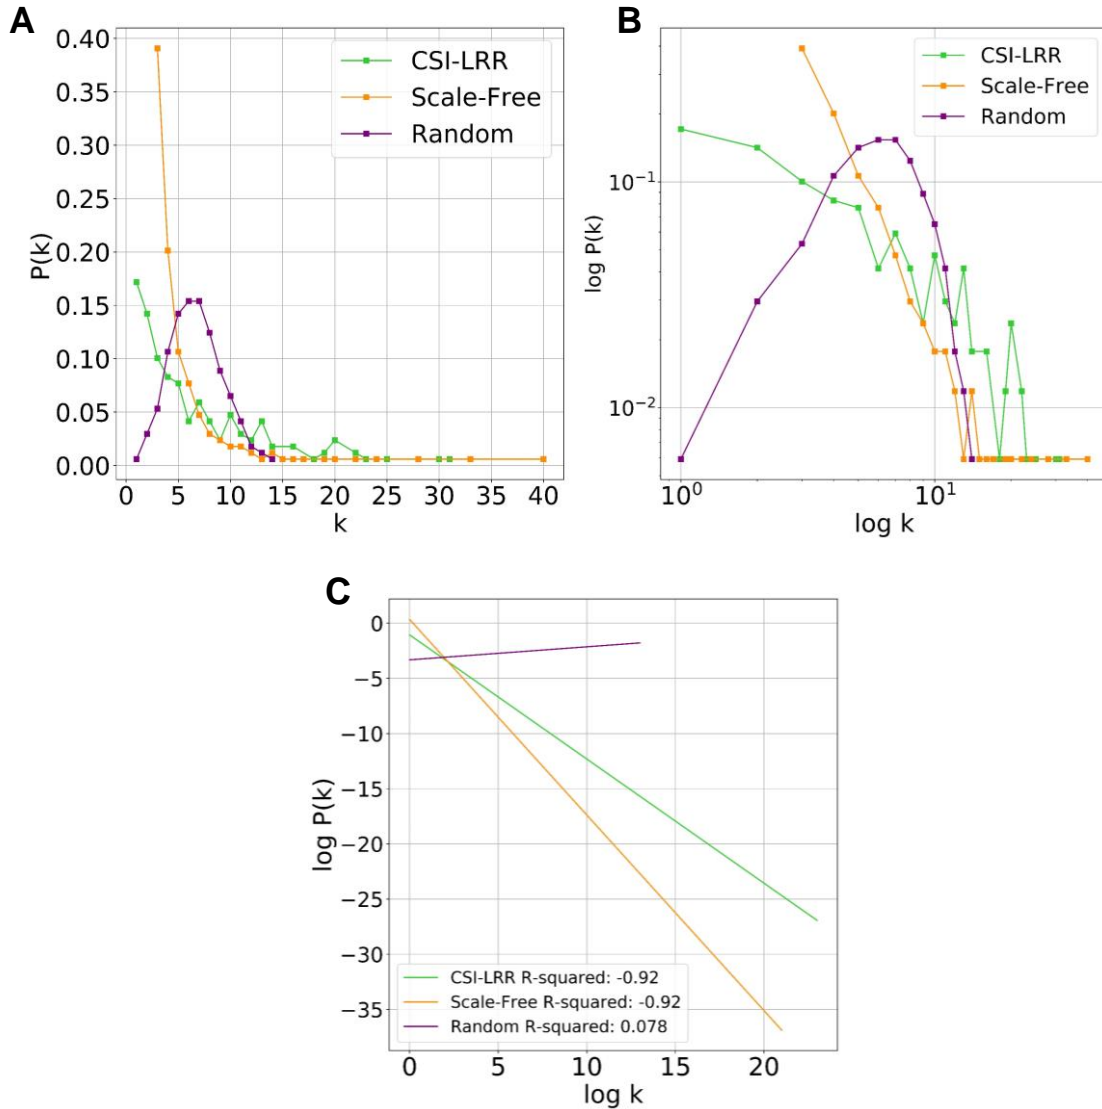 A
P(k)
0.40
0.35
0.30
0.25
0.20
0.15
0.10
0.05
0.00
0 5 10 15 20 25 30 35 40
k
CSI-LRR
Scale-Free
Random
B
log P(k)
10⁻¹
10⁻²
10⁰ 10¹
log k
CSI-LRR
Scale-Free
Random
C
log P(k)
0
−5
−10
−15
−20
−25
−30
−35
0 5 10 15 20
log k
CSI-LRR R-squared: -0.92
Scale-Free R-squared: -0.92
Random R-squared: 0.078